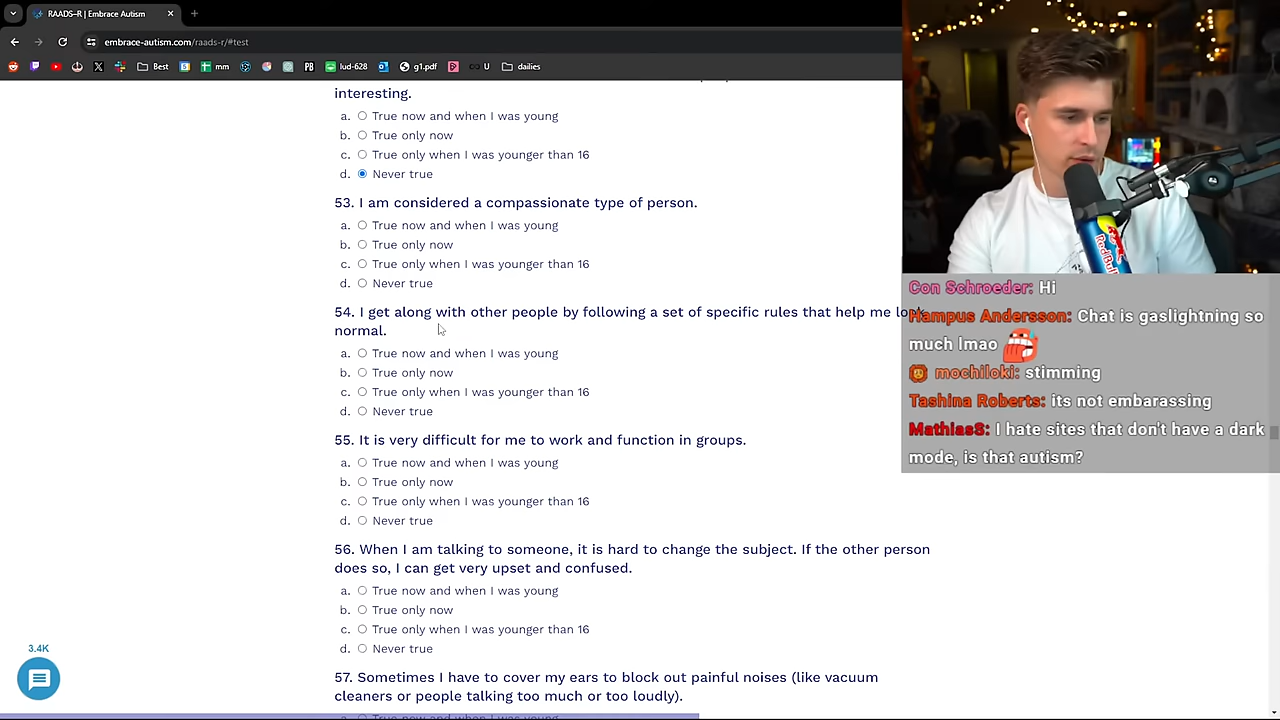 RAADS–R | Embrace Autism
embrace-autism.com/raads-r/#test
Best
mm
PB
lud-628
g1.pdf
U
dailies
interesting.
a. True now and when I was young
b. True only now
c. True only when I was younger than 16
d. Never true
53. I am considered a compassionate type of person.
a. True now and when I was young
b. True only now
c. True only when I was younger than 16
d. Never true
54. I get along with other people by following a set of specific rules that help me look
normal.
a. True now and when I was young
b. True only now
c. True only when I was younger than 16
d. Never true
55. It is very difficult for me to work and function in groups.
a. True now and when I was young
b. True only now
c. True only when I was younger than 16
d. Never true
56. When I am talking to someone, it is hard to change the subject. If the other person
does so, I can get very upset and confused.
a. True now and when I was young
b. True only now
c. True only when I was younger than 16
d. Never true
57. Sometimes I have to cover my ears to block out painful noises (like vacuum
cleaners or people talking too much or too loudly).
a. True now and when I was young
3.4K
Red Bull
Con Schroeder: Hi
Hampus Andersson: Chat is gaslightning so
much lmao
mochiloki: stimming
Tashina Roberts: its not embarassing
Mathias8: I hate sites that don't have a dark
mode, is that autism?